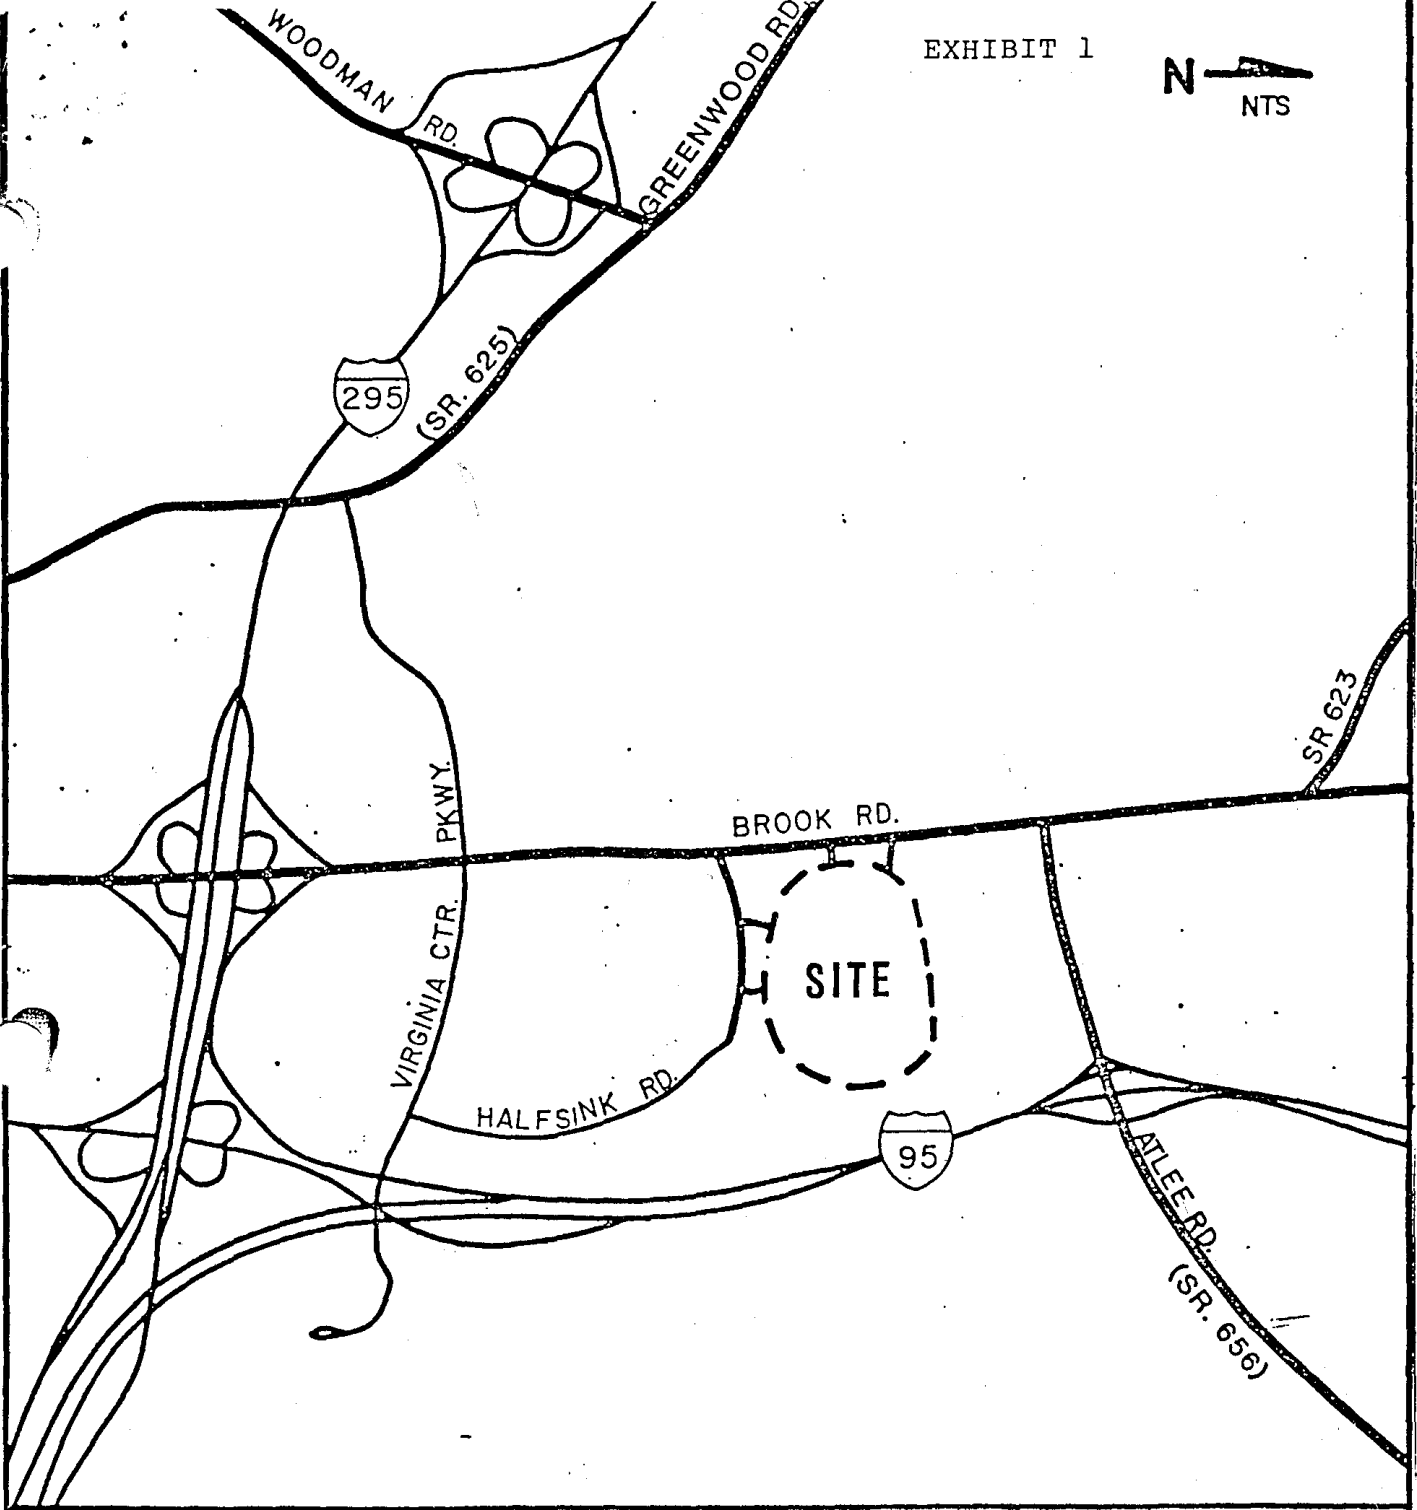 EXHIBIT 1
N
NTS
WOODMAN RD.
GREENWOOD RD.
(SR. 625)
295
SR 623
BROOK RD.
VIRGINIA CTR. PKWY.
SITE
HALFSINK RD.
95
ATLEE RD.
(SR. 656)